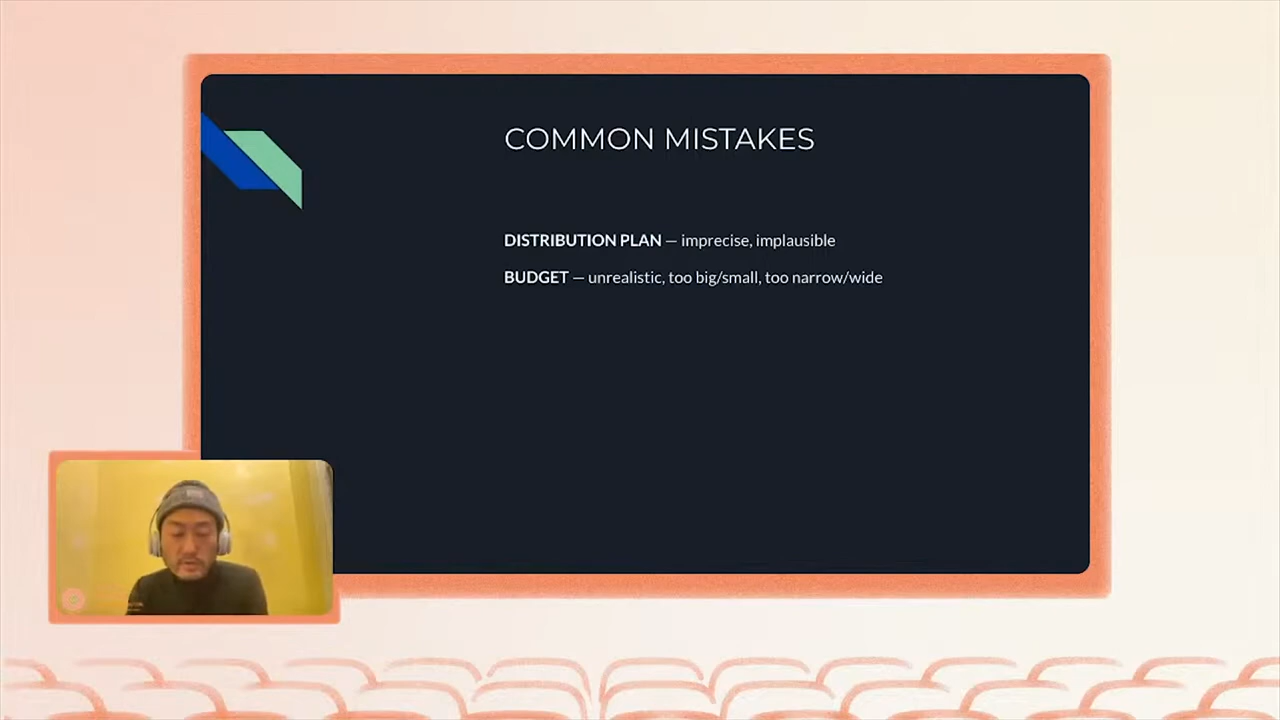 COMMON MISTAKES
DISTRIBUTION PLAN — imprecise, implausible
BUDGET — unrealistic, too big/small, too narrow/wide